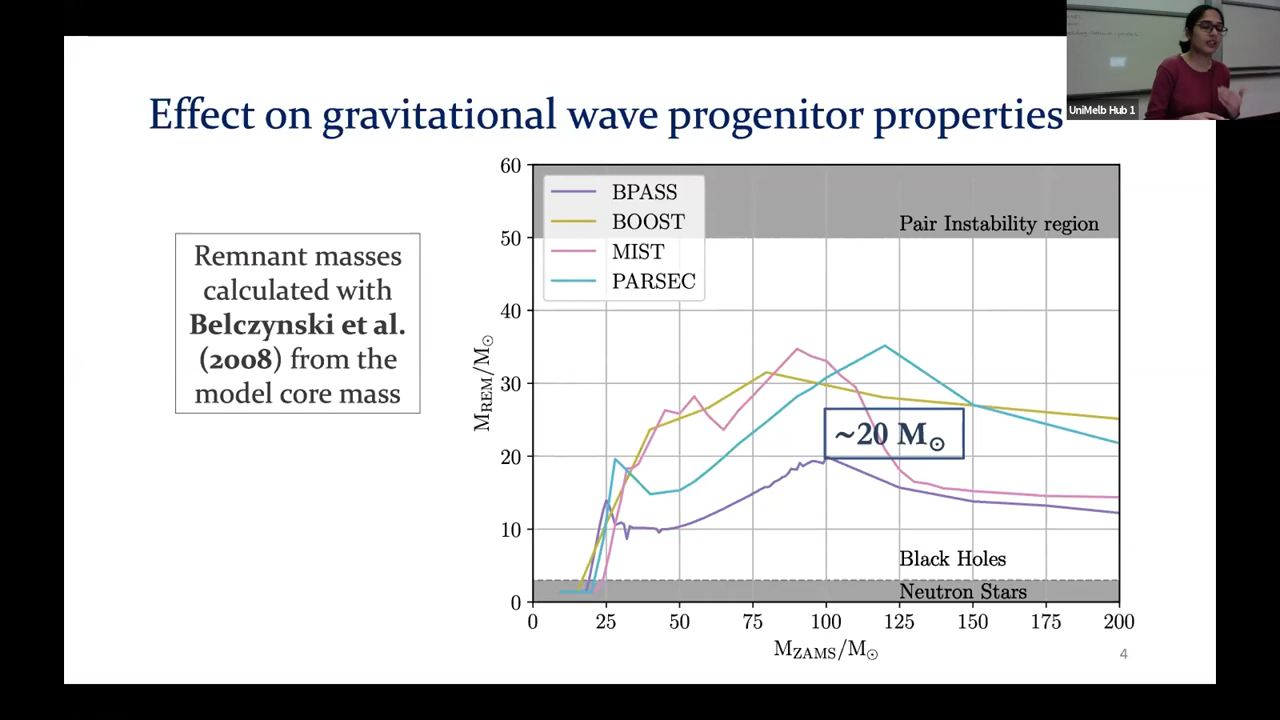 UniMelb Hub 1
Effect on gravitational wave progenitor properties
Remnant masses
calculated with
Belczynski et al.
(2008) from the
model core mass
60
50
40
30
20
10
0
M_REM/M_☉
BPASS
BOOST
MIST
PARSEC
Pair Instability region
~20 M_☉
Black Holes
Neutron Stars
0 25 50 75 100 125 150 175 200
M_ZAMS/M_☉
4